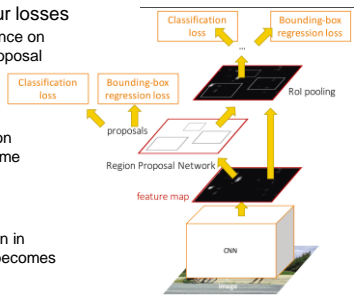 ur losses
ance on
oposal
on
me
n in
becomes
Classification
loss
Bounding-box
regression loss
...
Classification
loss
Bounding-box
regression loss
RoI pooling
proposals
Region Proposal Network
feature map
CNN
image